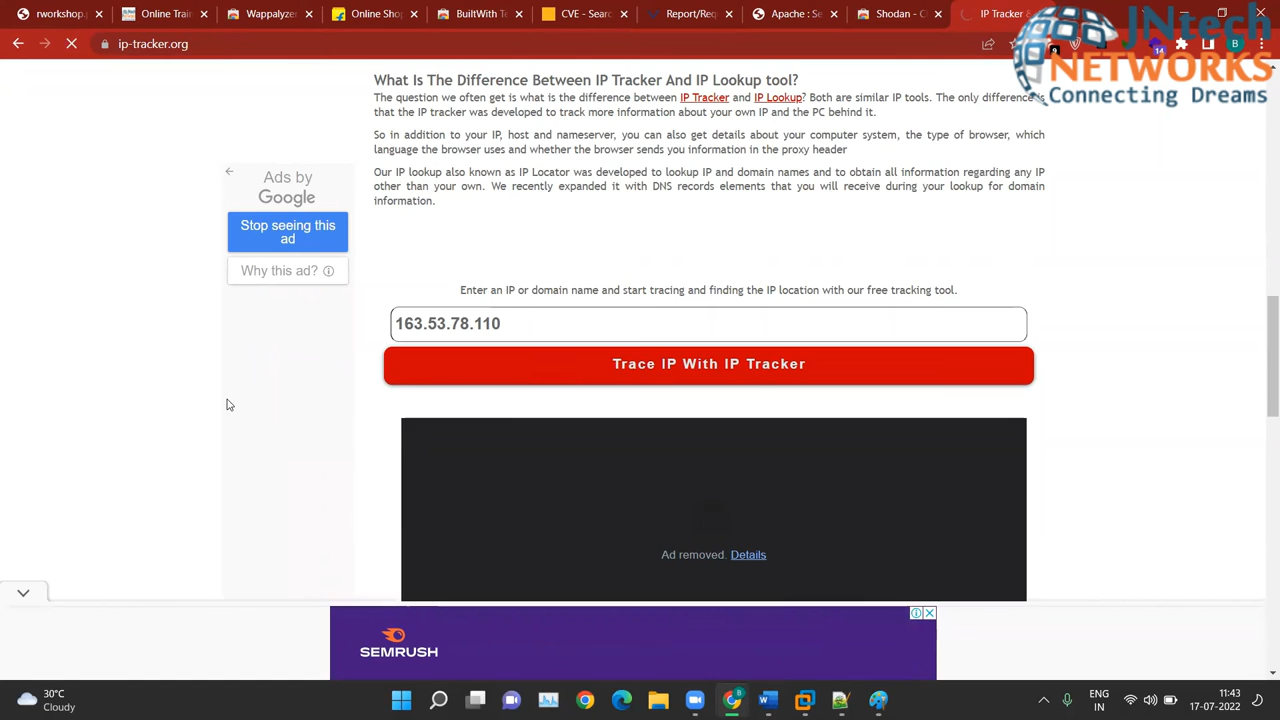 rworkshop.p
Online Train
Wappalyzer
Online Shop
BuiltWith Te
CVE - Searc
Report/Req
Apache : Se
Shodan - Ch
IP Tracker &
ip-tracker.org
9
14
B
JNtech
NETWORKS
Connecting Dreams
What Is The Difference Between IP Tracker And IP Lookup tool?
The question we often get is what is the difference between IP Tracker and IP Lookup? Both are similar IP tools. The only difference is
that the IP tracker was developed to track more information about your own IP and the PC behind it.
So in addition to your IP, host and nameserver, you can also get details about your computer system, the type of browser, which
language the browser uses and whether the browser sends you information in the proxy header
Our IP lookup also known as IP Locator was developed to lookup IP and domain names and to obtain all information regarding any IP
other than your own. We recently expanded it with DNS records elements that you will receive during your lookup for domain
information.
Ads by
Google
Stop seeing this
ad
Why this ad?
Enter an IP or domain name and start tracing and finding the IP location with our free tracking tool.
163.53.78.110
Trace IP With IP Tracker
Ad removed. Details
SEMRUSH
30°C
Cloudy
ENG
IN
11:43
17-07-2022